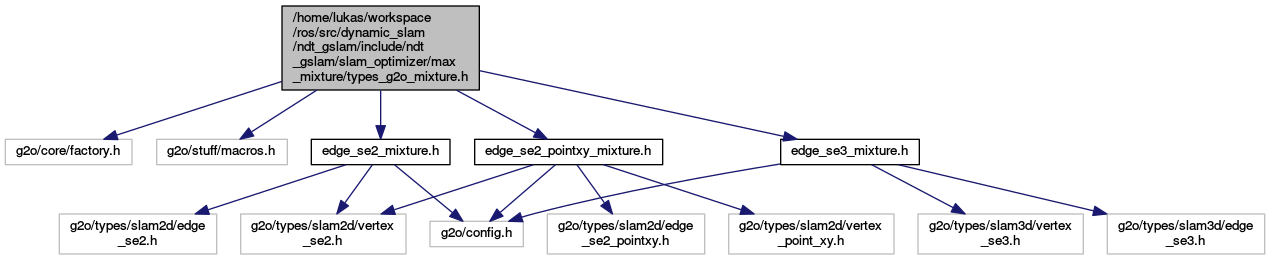 /home/lukas/workspace
/ros/src/dynamic_slam
/ndt_gslam/include/ndt
_gslam/slam_optimizer/max
_mixture/types_g2o_mixture.h
g2o/core/factory.h
g2o/stuff/macros.h
edge_se2_mixture.h
edge_se2_pointxy_mixture.h
edge_se3_mixture.h
g2o/types/slam2d/edge
_se2.h
g2o/types/slam2d/vertex
_se2.h
g2o/config.h
g2o/types/slam2d/edge
_se2_pointxy.h
g2o/types/slam2d/vertex
_point_xy.h
g2o/types/slam3d/vertex
_se3.h
g2o/types/slam3d/edge
_se3.h